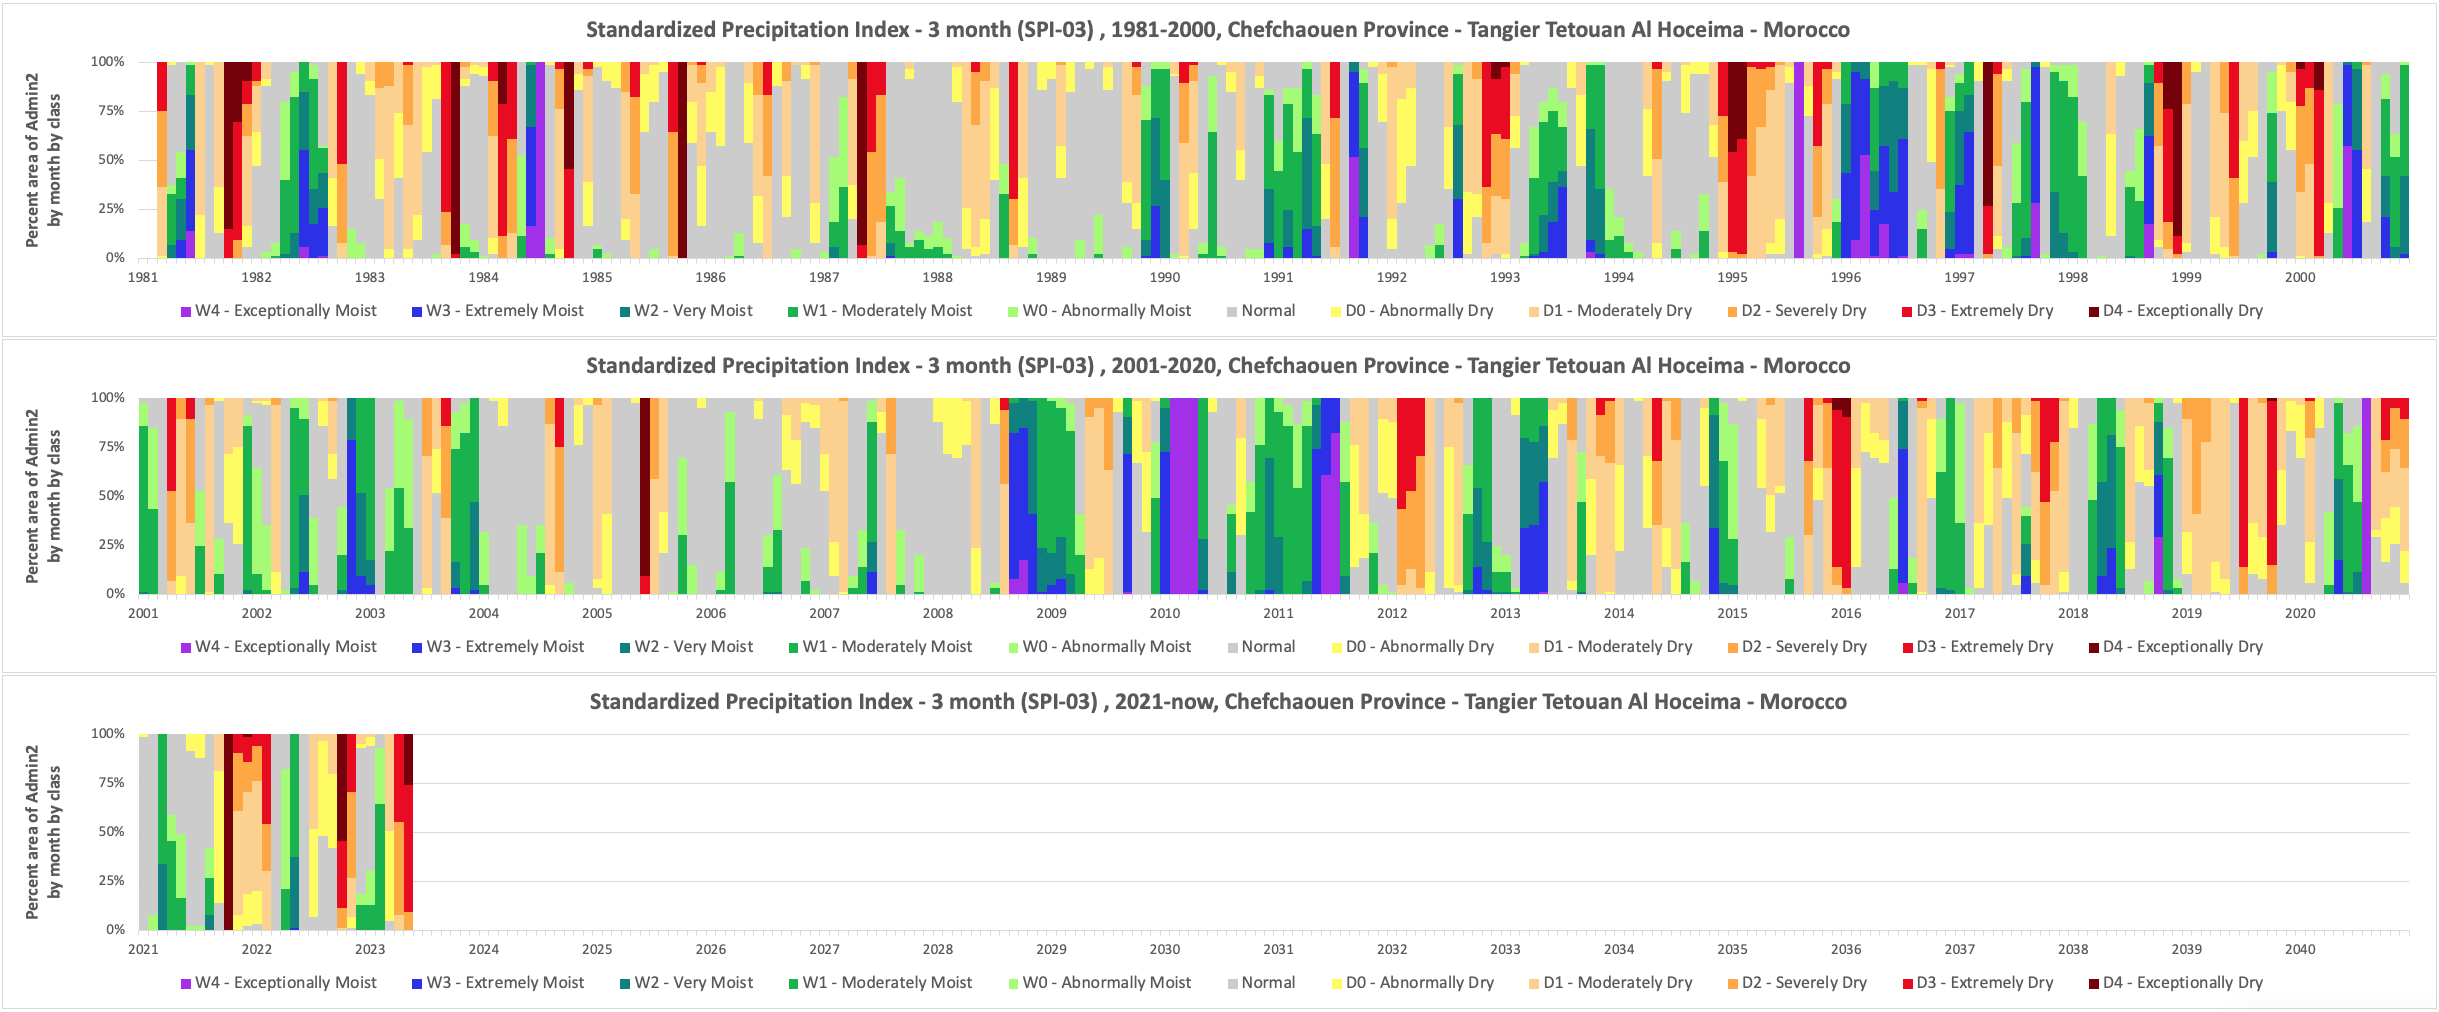 Standardized Precipitation Index - 3 month (SPI-03) , 1981-2000, Chefchaouen Province - Tangier Tetouan Al Hoceima - Morocco
Percent area of Admin2
by month by class
100%
75%
50%
25%
0%
1981 1982 1983 1984 1985 1986 1987 1988 1989 1990 1991 1992 1993 1994 1995 1996 1997 1998 1999 2000
W4 - Exceptionally Moist W3 - Extremely Moist W2 - Very Moist W1 - Moderately Moist W0 - Abnormally Moist Normal D0 - Abnormally Dry D1 - Moderately Dry D2 - Severely Dry D3 - Extremely Dry D4 - Exceptionally Dry
Standardized Precipitation Index - 3 month (SPI-03) , 2001-2020, Chefchaouen Province - Tangier Tetouan Al Hoceima - Morocco
Percent area of Admin2
by month by class
100%
75%
50%
25%
0%
2001 2002 2003 2004 2005 2006 2007 2008 2009 2010 2011 2012 2013 2014 2015 2016 2017 2018 2019 2020
W4 - Exceptionally Moist W3 - Extremely Moist W2 - Very Moist W1 - Moderately Moist W0 - Abnormally Moist Normal D0 - Abnormally Dry D1 - Moderately Dry D2 - Severely Dry D3 - Extremely Dry D4 - Exceptionally Dry
Standardized Precipitation Index - 3 month (SPI-03) , 2021-now, Chefchaouen Province - Tangier Tetouan Al Hoceima - Morocco
Percent area of Admin2
by month by class
100%
75%
50%
25%
0%
2021 2022 2023 2024 2025 2026 2027 2028 2029 2030 2031 2032 2033 2034 2035 2036 2037 2038 2039 2040
W4 - Exceptionally Moist W3 - Extremely Moist W2 - Very Moist W1 - Moderately Moist W0 - Abnormally Moist Normal D0 - Abnormally Dry D1 - Moderately Dry D2 - Severely Dry D3 - Extremely Dry D4 - Exceptionally Dry